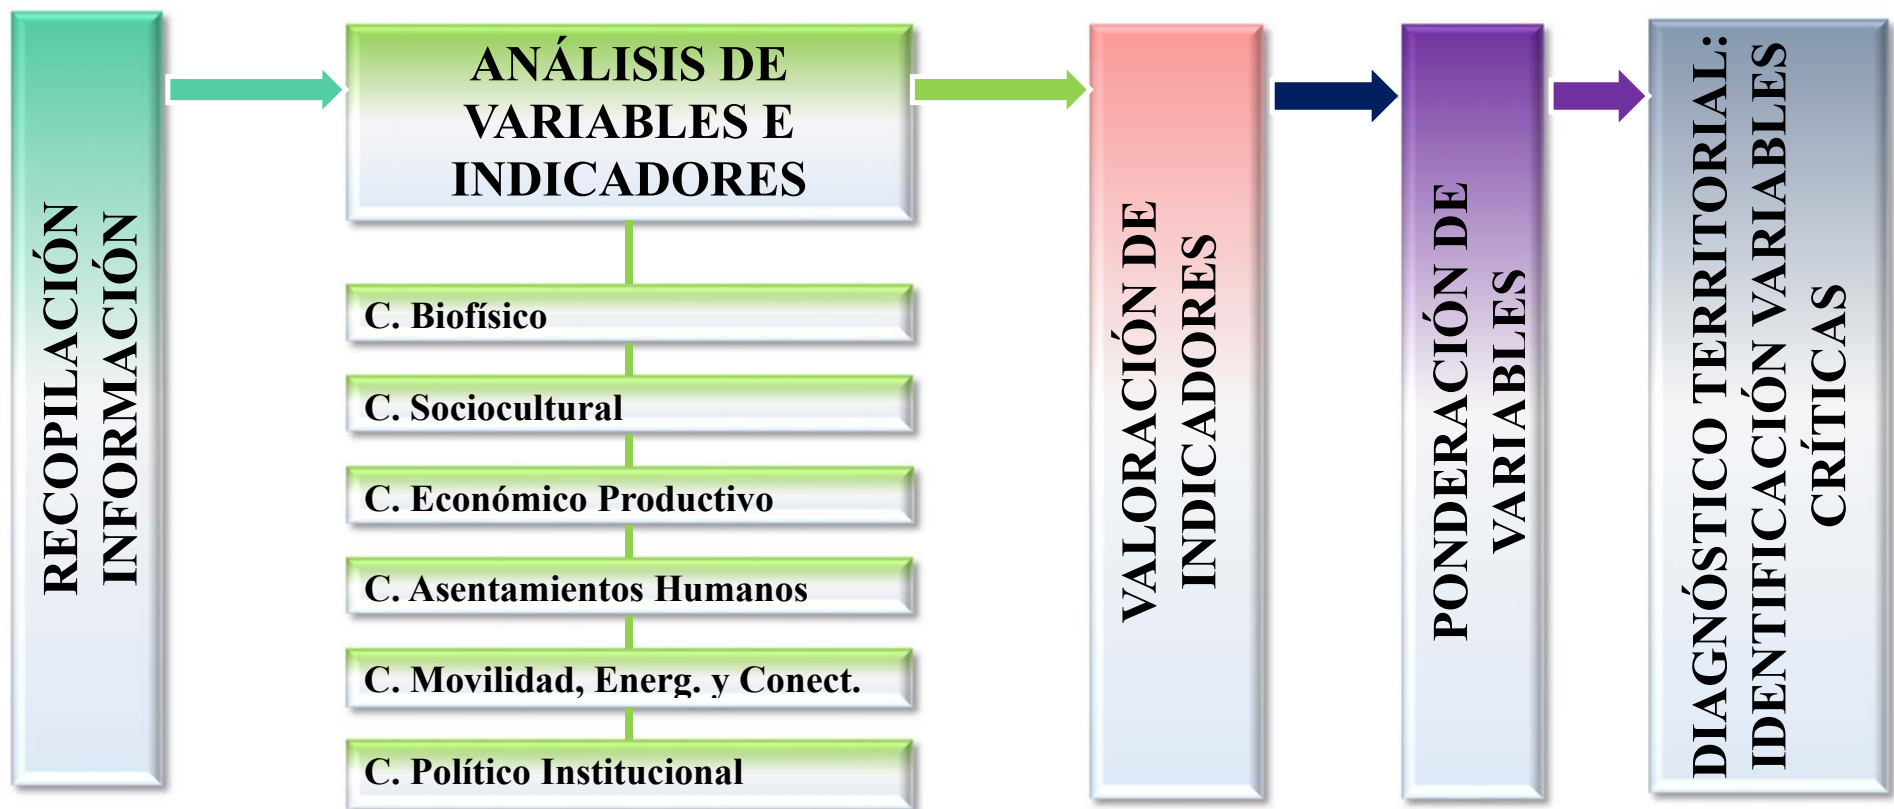 RECOPILACIÓN
INFORMACIÓN
ANÁLISIS DE
VARIABLES E
INDICADORES
C. Biofísico
C. Sociocultural
C. Económico Productivo
C. Asentamientos Humanos
C. Movilidad, Energ. y Conect.
C. Político Institucional
VALORACIÓN DE
INDICADORES
PONDERACIÓN DE
VARIABLES
DIAGNÓSTICO TERRITORIAL:
IDENTIFICACIÓN VARIABLES
CRÍTICAS